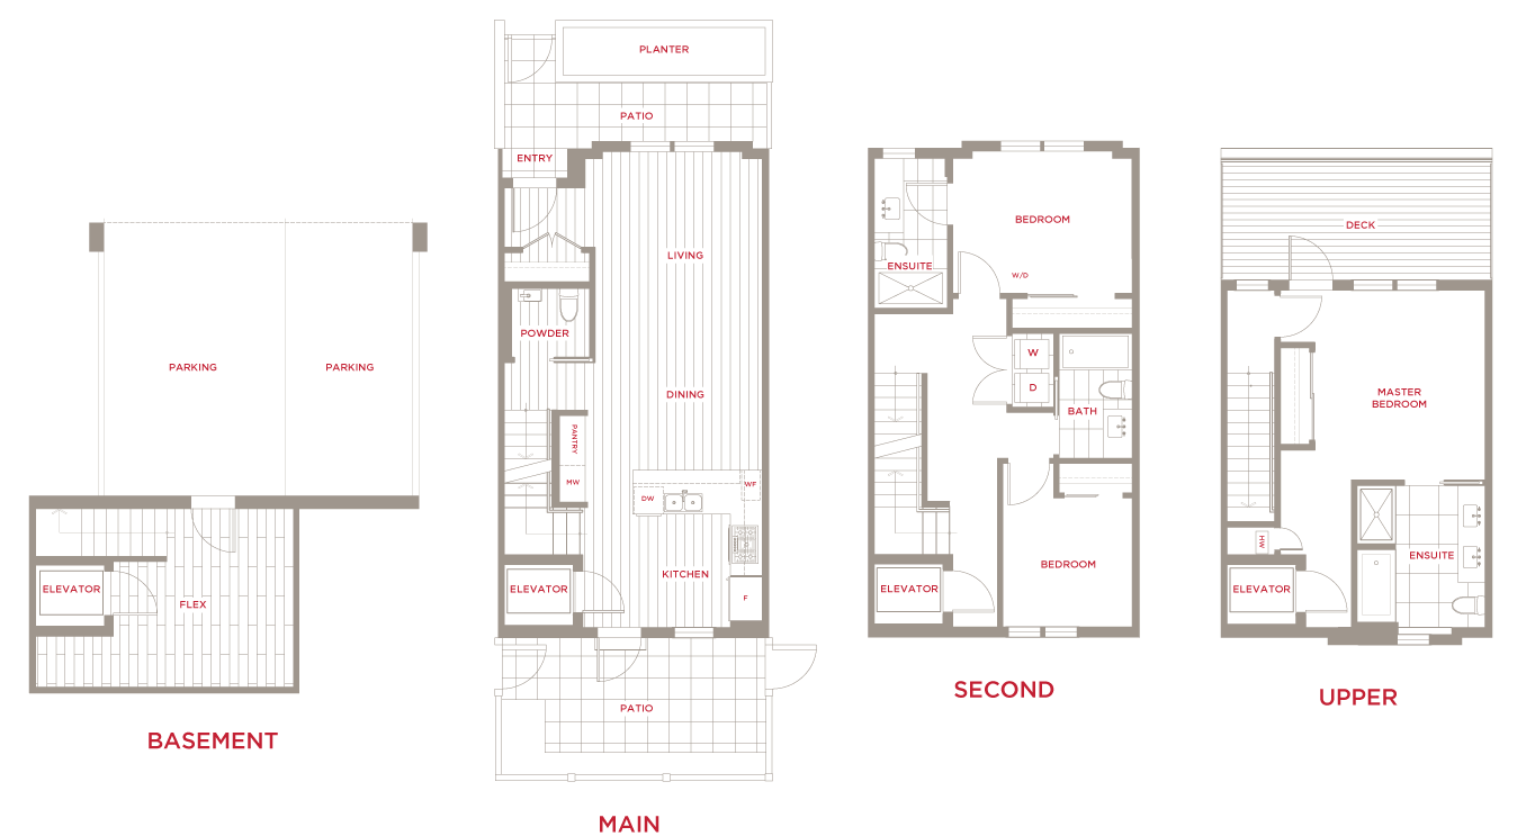 PARKING
PARKING
ELEVATOR
FLEX
BASEMENT
PLANTER
PATIO
ENTRY
LIVING
POWDER
DINING
PANTRY
MW
DW
WF
KITCHEN
ELEVATOR
F
PATIO
MAIN
BEDROOM
ENSUITE
W/D
W
D
BATH
BEDROOM
ELEVATOR
SECOND
DECK
MASTER
BEDROOM
HW
ENSUITE
ELEVATOR
UPPER